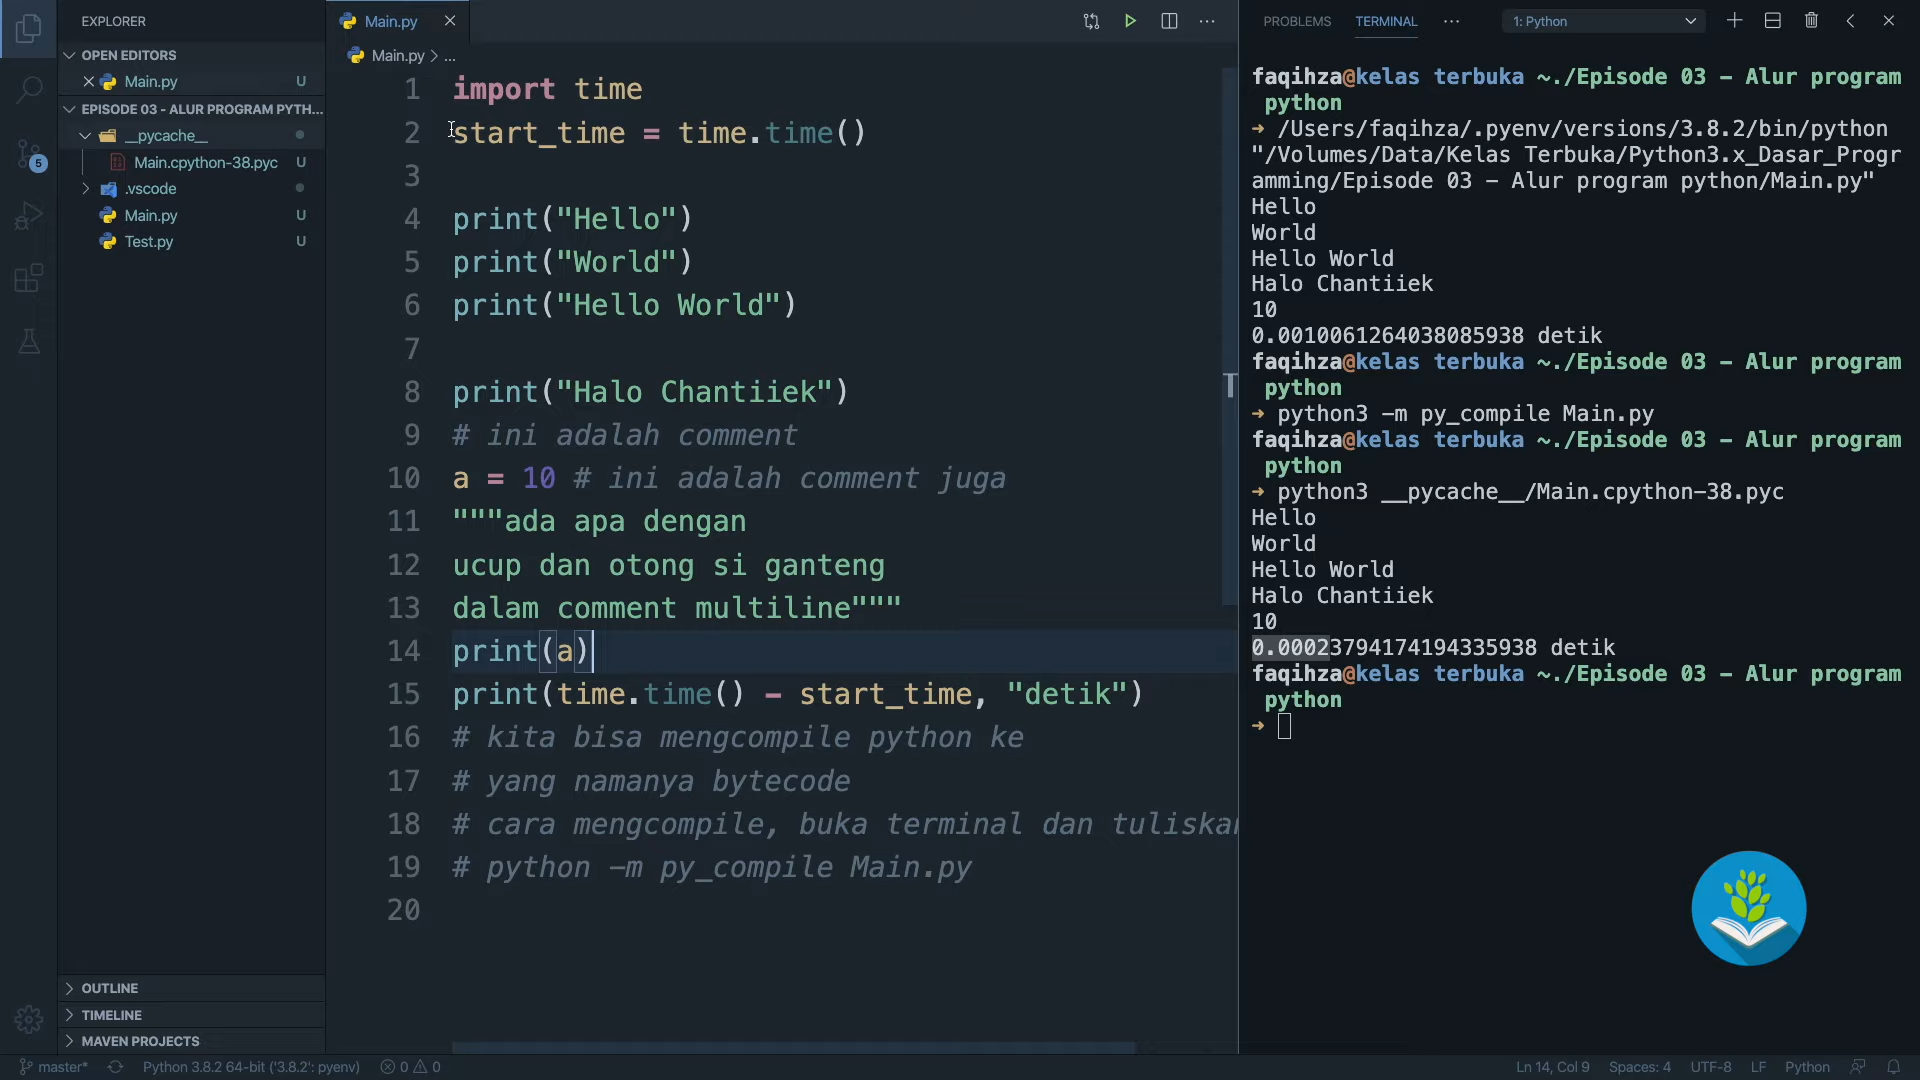 EXPLORER
OPEN EDITORS
Main.py U
EPISODE 03 - ALUR PROGRAM PYTH...
__pycache__
Main.cpython-38.pyc U
.vscode
Main.py U
Test.py U
5
OUTLINE
TIMELINE
MAVEN PROJECTS
Main.py
Main.py > ...
1 import time
2 start_time = time.time()
3
4 print("Hello")
5 print("World")
6 print("Hello World")
7
8 print("Halo Chantiiek")
9 # ini adalah comment
10 a = 10 # ini adalah comment juga
11 """ada apa dengan
12 ucup dan otong si ganteng
13 dalam comment multiline"""
14 print(a)
15 print(time.time() - start_time, "detik")
16 # kita bisa mengcompile python ke
17 # yang namanya bytecode
18 # cara mengcompile, buka terminal dan tuliskan
19 # python -m py_compile Main.py
20
PROBLEMS TERMINAL ... 1: Python
faqihza@kelas terbuka ~./Episode 03 - Alur program
python
➜ /Users/faqihza/.pyenv/versions/3.8.2/bin/python
"/Volumes/Data/Kelas Terbuka/Python3.x_Dasar_Progr
amming/Episode 03 - Alur program python/Main.py"
Hello
World
Hello World
Halo Chantiiek
10
0.0010061264038085938 detik
faqihza@kelas terbuka ~./Episode 03 - Alur program
python
➜ python3 -m py_compile Main.py
faqihza@kelas terbuka ~./Episode 03 - Alur program
python
➜ python3 __pycache__/Main.cpython-38.pyc
Hello
World
Hello World
Halo Chantiiek
10
0.00023794174194335938 detik
faqihza@kelas terbuka ~./Episode 03 - Alur program
python
➜
master* Python 3.8.2 64-bit ('3.8.2': pyenv) 0 0 Ln 14, Col 9 Spaces: 4 UTF-8 LF Python